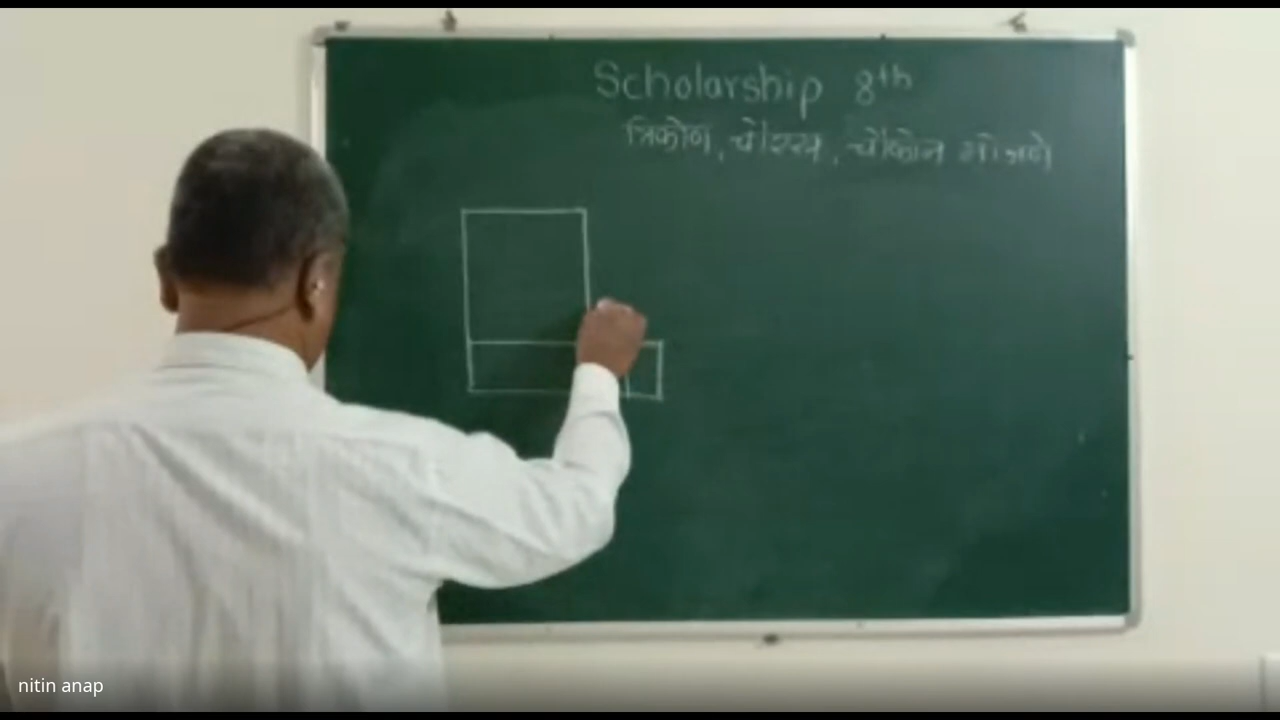 Scholarship 8th
त्रिकोण, चौरस, चौकोन मोजणे
nitin anap